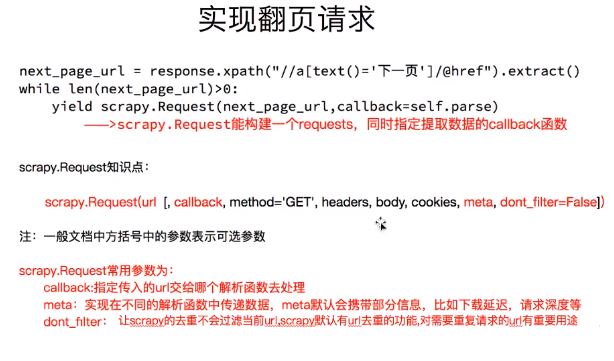 实现翻页请求
next_page_url = response.xpath("//a[text()='下一页']/@href").extract()
while len(next_page_url)>0:
    yield scrapy.Request(next_page_url,callback=self.parse)
——>scrapy.Request能构建一个requests，同时指定提取数据的callback函数
scrapy.Request知识点：
scrapy.Request(url [, callback, method='GET', headers, body, cookies, meta, dont_filter=False])
注：一般文档中方括号中的参数表示可选参数
scrapy.Request常用参数为：
callback:指定传入的url交给哪个解析函数去处理
meta：实现在不同的解析函数中传递数据，meta默认会携带部分信息，比如下载延迟，请求深度等
dont_filter：让scrapy的去重不会过滤当前url,scrapy默认有url去重的功能,对需要重复请求的url有重要用途